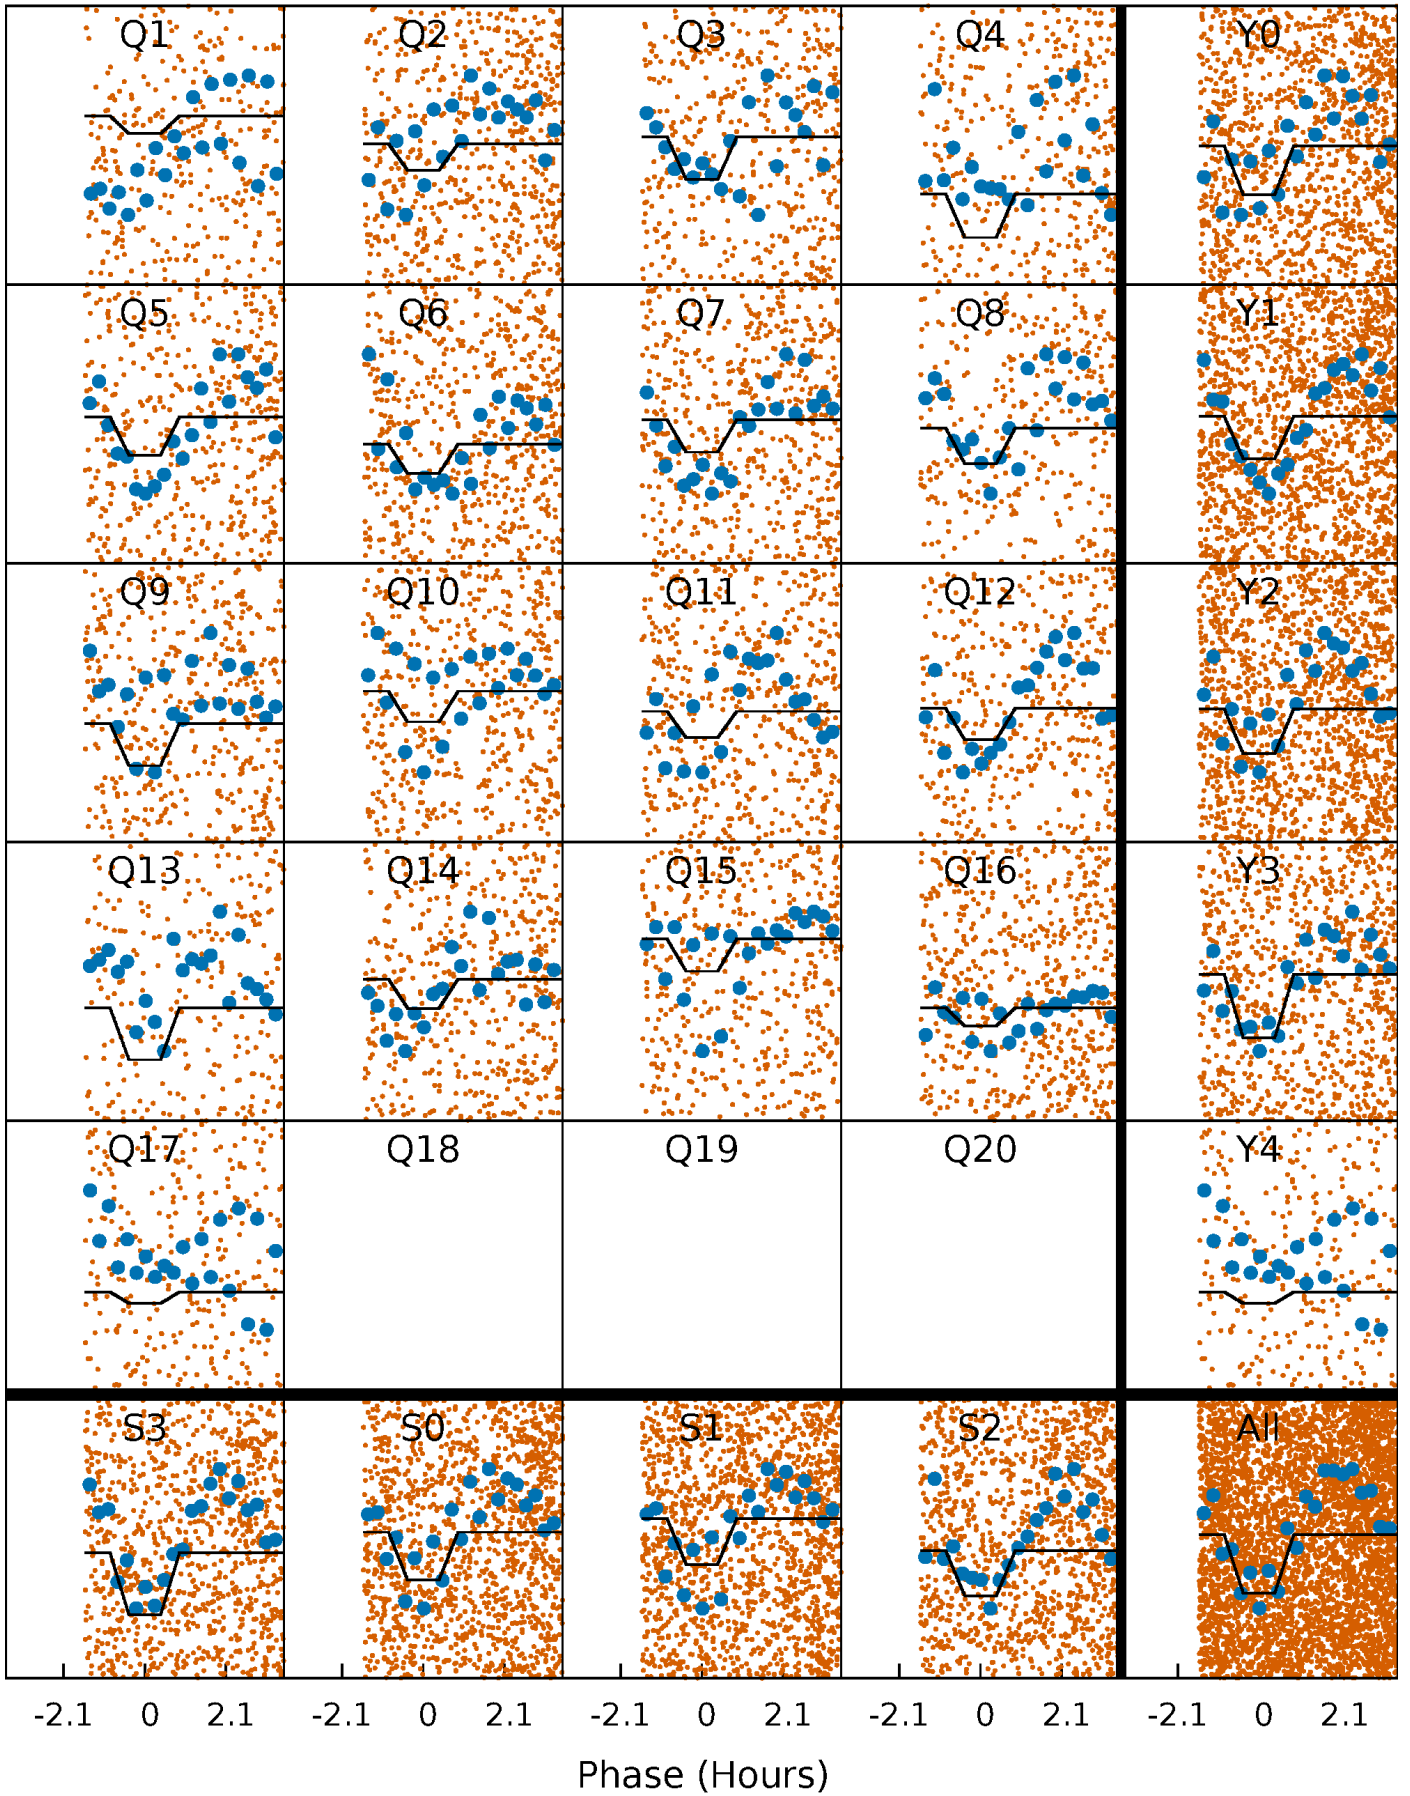 Q1 Q2 Q3 Q4 Y0
Q5 Q6 Q7 Q8 Y1
Q9 Q10 Q11 Q12 Y2
Q13 Q14 Q15 Q16 Y3
Q17 Q18 Q19 Q20 Y4
S3 S0 S1 S2 All
-2.1 0 2.1 -2.1 0 2.1 -2.1 0 2.1 -2.1 0 2.1 -2.1 0 2.1
Phase (Hours)